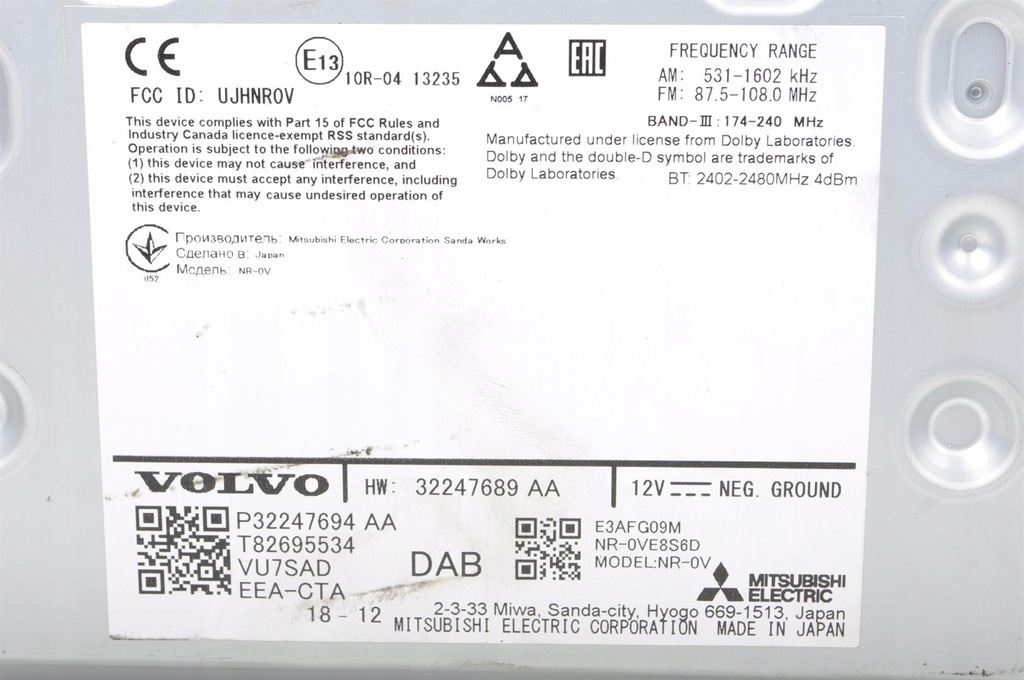 CE
E13
10R-04 13235
FCC ID: UJHNR0V
This device complies with Part 15 of FCC Rules and
Industry Canada licence-exempt RSS standard(s).
Operation is subject to the following two conditions:
(1) this device may not cause interference, and
(2) this device must accept any interference, including
interference that may cause undesired operation of
this device.
N005 17
EAC
FREQUENCY RANGE
AM: 531-1602 kHz
FM: 87.5-108.0 MHz
BAND-III: 174-240 MHz
Manufactured under license from Dolby Laboratories.
Dolby and the double-D symbol are trademarks of
Dolby Laboratories.
BT: 2402-2480MHz 4dBm
Производитель: Mitsubishi Electric Corporation Sanda Works
Сделано в: Japan
Модель: NR-0V
052
VOLVO
HW: 32247689 AA
12V NEG. GROUND
P32247694 AA
T82695534
VU7SAD
EEA-CTA
18-12
DAB
E3AFG09M
NR-0VE8S6D
MODEL:NR-0V
MITSUBISHI
ELECTRIC
2-3-33 Miwa, Sanda-city, Hyogo 669-1513, Japan
MITSUBISHI ELECTRIC CORPORATION MADE IN JAPAN